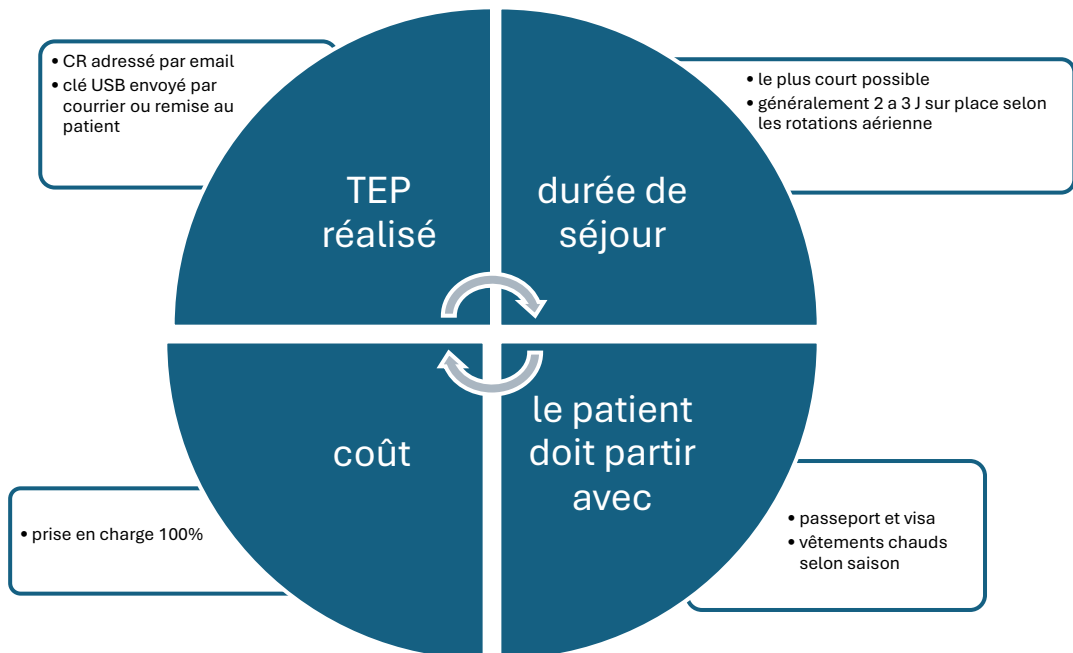 • CR adressé par email
• clé USB envoyé par
courrier ou remise au
patient
• le plus court possible
• généralement 2 a 3 J sur place selon
les rotations aérienne
TEP
réalisé
durée de
séjour
coût
le patient
doit partir
avec
• prise en charge 100%
• passeport et visa
• vêtements chauds
selon saison